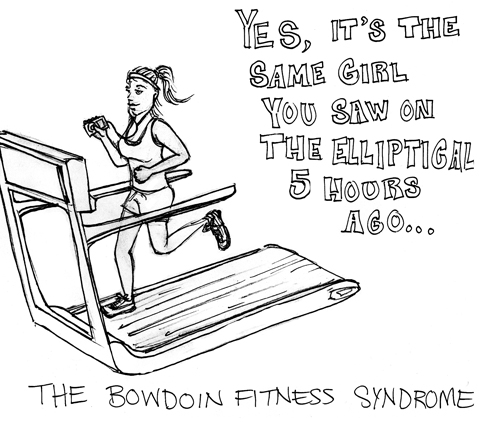 YES, IT'S THE
SAME GIRL
YOU SAW ON
THE ELLIPTICAL
5 HOURS
AGO...
THE BOWDOIN FITNESS SYNDROME